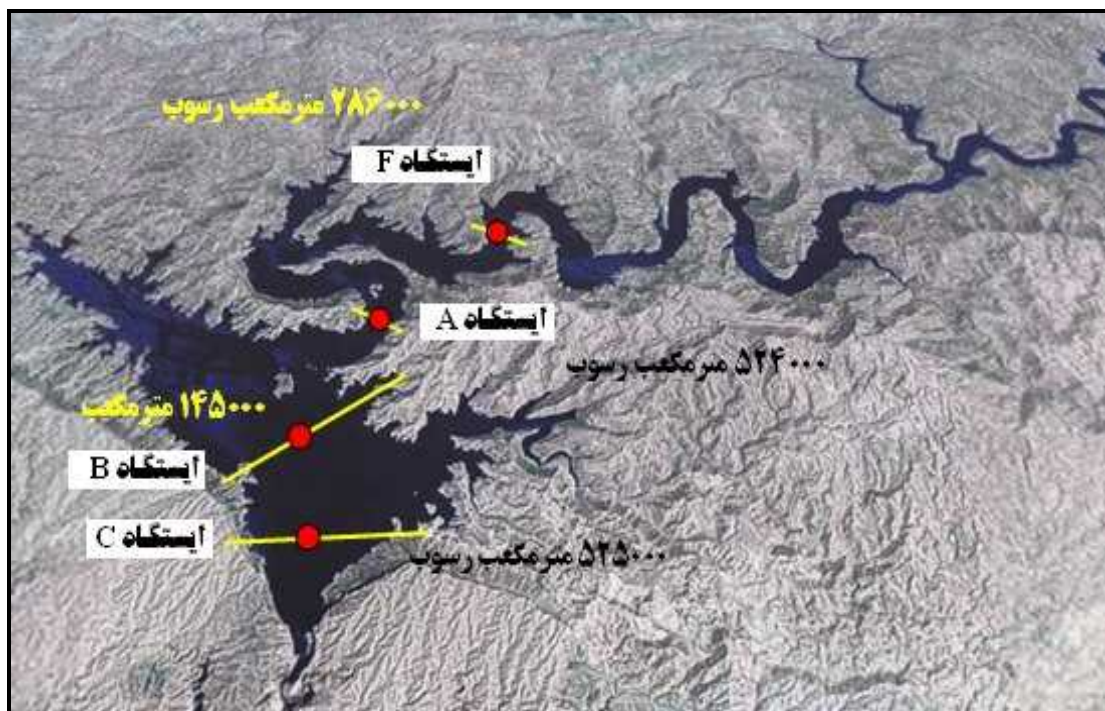 ۲۸۶۰۰۰ مترمکعب رسوب
ایستگاه F
ایستگاه A
۵۲۴۰۰۰ مترمکعب رسوب
۱۴۵۰۰۰ مترمکعب
ایستگاه B
ایستگاه C
۵۲۵۰۰۰ مترمکعب رسوب